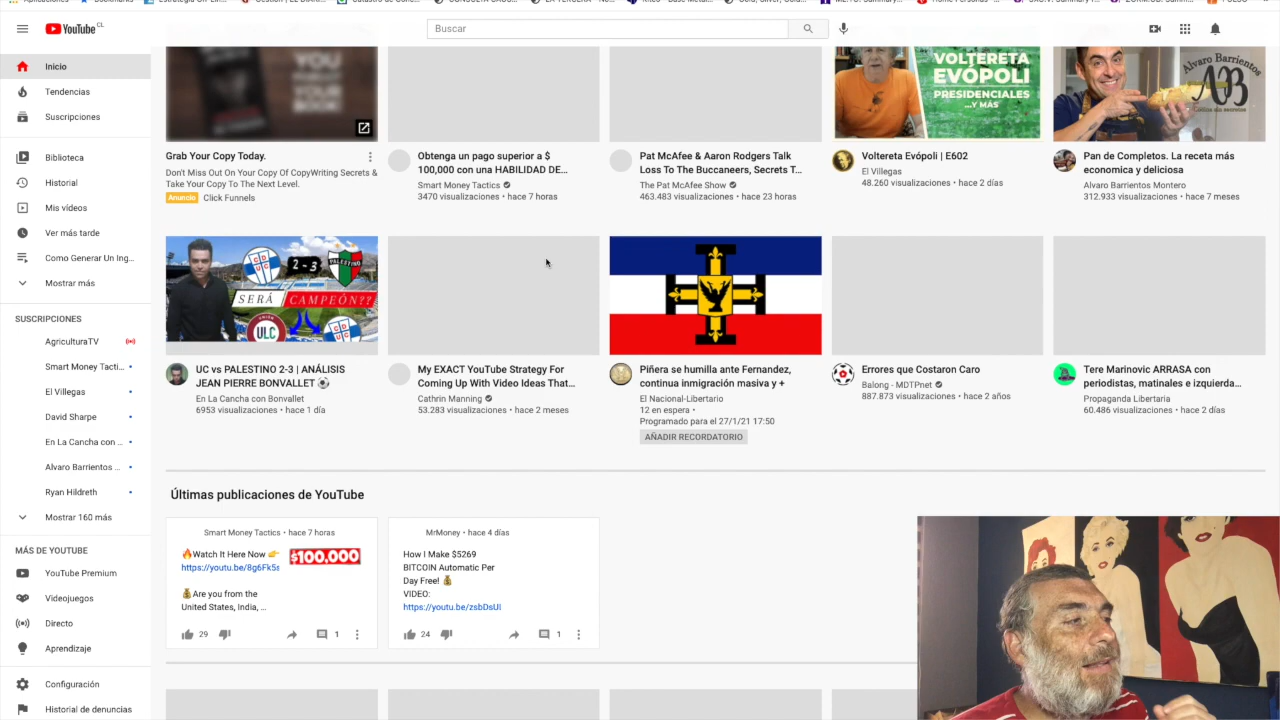 Aplicaciones
Bookmarks
YouTube CL
Buscar
Inicio
Tendencias
Suscripciones
Biblioteca
Historial
Mis vídeos
Ver más tarde
Como Generar Un Ing...
Mostrar más
SUSCRIPCIONES
AgriculturaTV
Smart Money Tacti...
El Villegas
David Sharpe
En La Cancha con ...
Alvaro Barrientos ...
Ryan Hildreth
Mostrar 160 más
MÁS DE YOUTUBE
YouTube Premium
Videojuegos
Directo
Aprendizaje
Configuración
Historial de denuncias
YOU
YOUR
BOOK
Grab Your Copy Today.
Don't Miss Out On Your Copy Of CopyWriting Secrets &
Take Your Copy To The Next Level.
Anuncio Click Funnels
Obtenga un pago superior a $
100,000 con una HABILIDAD DE...
Smart Money Tactics
3470 visualizaciones • hace 7 horas
Pat McAfee & Aaron Rodgers Talk
Loss To The Buccaneers, Secrets T...
The Pat McAfee Show
463.483 visualizaciones • hace 23 horas
VOLTERETA
EVÓPOLI
PRESIDENCIALES
...Y MÁS
Voltereta Evópoli | E602
El Villegas
48.260 visualizaciones • hace 2 días
Alvaro Barrientos
AB
Pan de Completos. La receta más
economica y deliciosa
Alvaro Barrientos Montero
312.933 visualizaciones • hace 7 meses
2-3
PALESTINO
SERÁ CAMPEÓN??
ULC
UC vs PALESTINO 2-3 | ANÁLISIS
JEAN PIERRE BONVALLET ⚽
En La Cancha con Bonvallet
6953 visualizaciones • hace 1 día
My EXACT YouTube Strategy For
Coming Up With Video Ideas That...
Cathrin Manning
53.283 visualizaciones • hace 2 meses
Piñera se humilla ante Fernandez,
continua inmigración masiva y +
El Nacional-Libertario
12 en espera •
Programado para el 27/1/21 17:50
AÑADIR RECORDATORIO
Errores que Costaron Caro
Balong - MDTPnet
887.873 visualizaciones • hace 2 años
Tere Marinovic ARRASA con
periodistas, matinales e izquierda...
Propaganda Libertaria
60.486 visualizaciones • hace 2 días
Últimas publicaciones de YouTube
Smart Money Tactics • hace 7 horas
🔥Watch It Here Now 👉
$100,000
https://youtu.be/8g6Fk5s
💰Are you from the
United States, India, ...
29
1
MrMoney • hace 4 días
How I Make $5269
BITCOIN Automatic Per
Day Free! 💰
VIDEO:
https://youtu.be/zsbDsUI
24
1